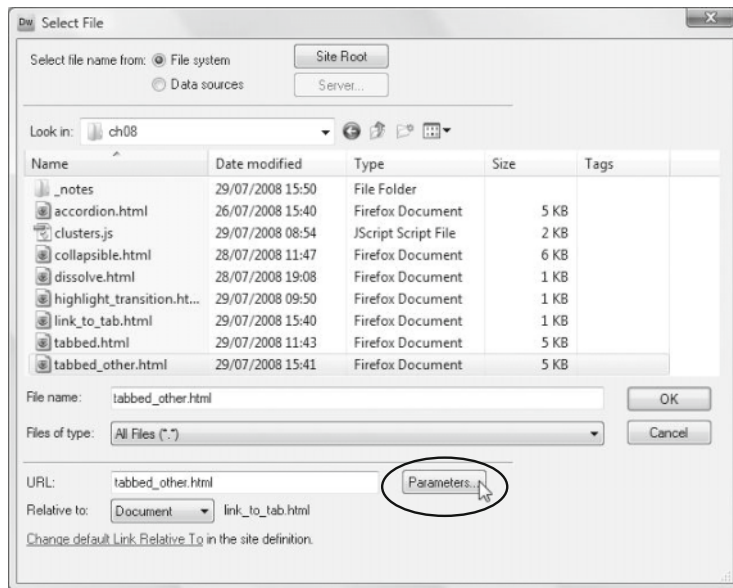 Dw Select File
Select file name from: File system Site Root
Data sources Server...
Look in: ch08
Name Date modified Type Size Tags
_notes 29/07/2008 15:50 File Folder
accordion.html 26/07/2008 15:40 Firefox Document 5 KB
clusters.js 29/07/2008 08:54 JScript Script File 2 KB
collapsible.html 28/07/2008 11:47 Firefox Document 6 KB
dissolve.html 28/07/2008 19:08 Firefox Document 1 KB
highlight_transition.ht... 29/07/2008 09:50 Firefox Document 1 KB
link_to_tab.html 29/07/2008 15:40 Firefox Document 1 KB
tabbed.html 29/07/2008 11:43 Firefox Document 5 KB
tabbed_other.html 29/07/2008 15:41 Firefox Document 5 KB
File name: tabbed_other.html OK
Files of type: All Files (*.*) Cancel
URL: tabbed_other.html Parameters...
Relative to: Document link_to_tab.html
Change default Link Relative To in the site definition.